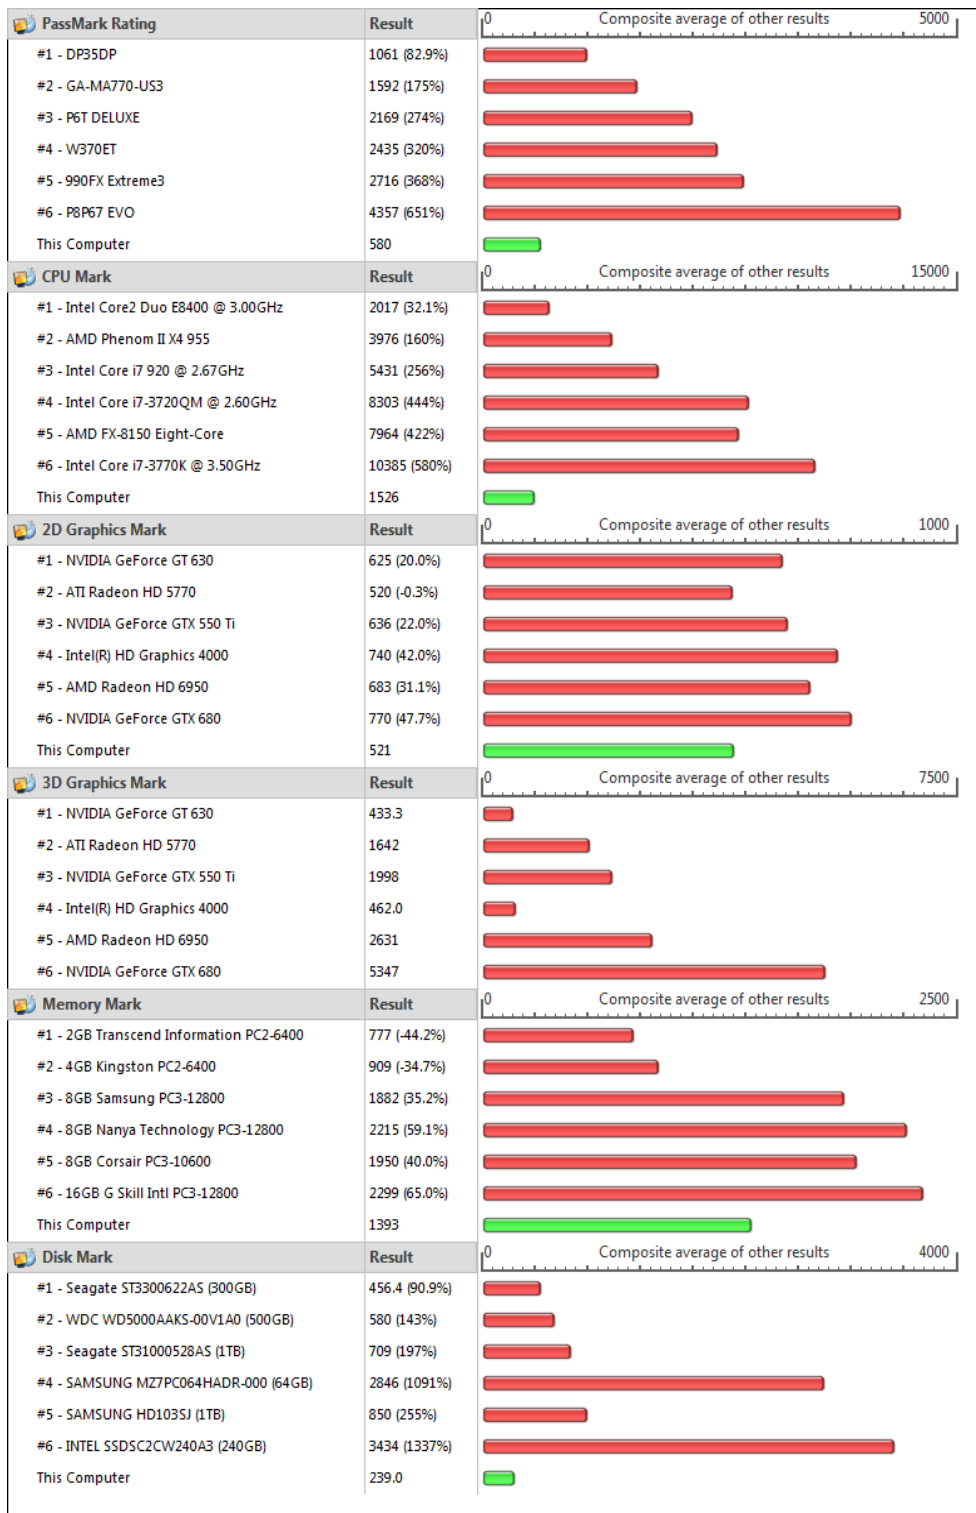 PassMark Rating Result 0 Composite average of other results 5000
#1 - DP35DP 1061 (82.9%)
#2 - GA-MA770-US3 1592 (175%)
#3 - P6T DELUXE 2169 (274%)
#4 - W370ET 2435 (320%)
#5 - 990FX Extreme3 2716 (368%)
#6 - P8P67 EVO 4357 (651%)
This Computer 580
CPU Mark Result 0 Composite average of other results 15000
#1 - Intel Core2 Duo E8400 @ 3.00GHz 2017 (32.1%)
#2 - AMD Phenom II X4 955 3976 (160%)
#3 - Intel Core i7 920 @ 2.67GHz 5431 (256%)
#4 - Intel Core i7-3720QM @ 2.60GHz 8303 (444%)
#5 - AMD FX-8150 Eight-Core 7964 (422%)
#6 - Intel Core i7-3770K @ 3.50GHz 10385 (580%)
This Computer 1526
2D Graphics Mark Result 0 Composite average of other results 1000
#1 - NVIDIA GeForce GT 630 625 (20.0%)
#2 - ATI Radeon HD 5770 520 (-0.3%)
#3 - NVIDIA GeForce GTX 550 Ti 636 (22.0%)
#4 - Intel(R) HD Graphics 4000 740 (42.0%)
#5 - AMD Radeon HD 6950 683 (31.1%)
#6 - NVIDIA GeForce GTX 680 770 (47.7%)
This Computer 521
3D Graphics Mark Result 0 Composite average of other results 7500
#1 - NVIDIA GeForce GT 630 433.3
#2 - ATI Radeon HD 5770 1642
#3 - NVIDIA GeForce GTX 550 Ti 1998
#4 - Intel(R) HD Graphics 4000 462.0
#5 - AMD Radeon HD 6950 2631
#6 - NVIDIA GeForce GTX 680 5347
Memory Mark Result 0 Composite average of other results 2500
#1 - 2GB Transcend Information PC2-6400 777 (-44.2%)
#2 - 4GB Kingston PC2-6400 909 (-34.7%)
#3 - 8GB Samsung PC3-12800 1882 (35.2%)
#4 - 8GB Nanya Technology PC3-12800 2215 (59.1%)
#5 - 8GB Corsair PC3-10600 1950 (40.0%)
#6 - 16GB G Skill Intl PC3-12800 2299 (65.0%)
This Computer 1393
Disk Mark Result 0 Composite average of other results 4000
#1 - Seagate ST3300622AS (300GB) 456.4 (90.9%)
#2 - WDC WD5000AAKS-00V1A0 (500GB) 580 (143%)
#3 - Seagate ST31000528AS (1TB) 709 (197%)
#4 - SAMSUNG MZ7PC064HADR-000 (64GB) 2846 (1091%)
#5 - SAMSUNG HD103SJ (1TB) 850 (255%)
#6 - INTEL SSDSC2CW240A3 (240GB) 3434 (1337%)
This Computer 239.0